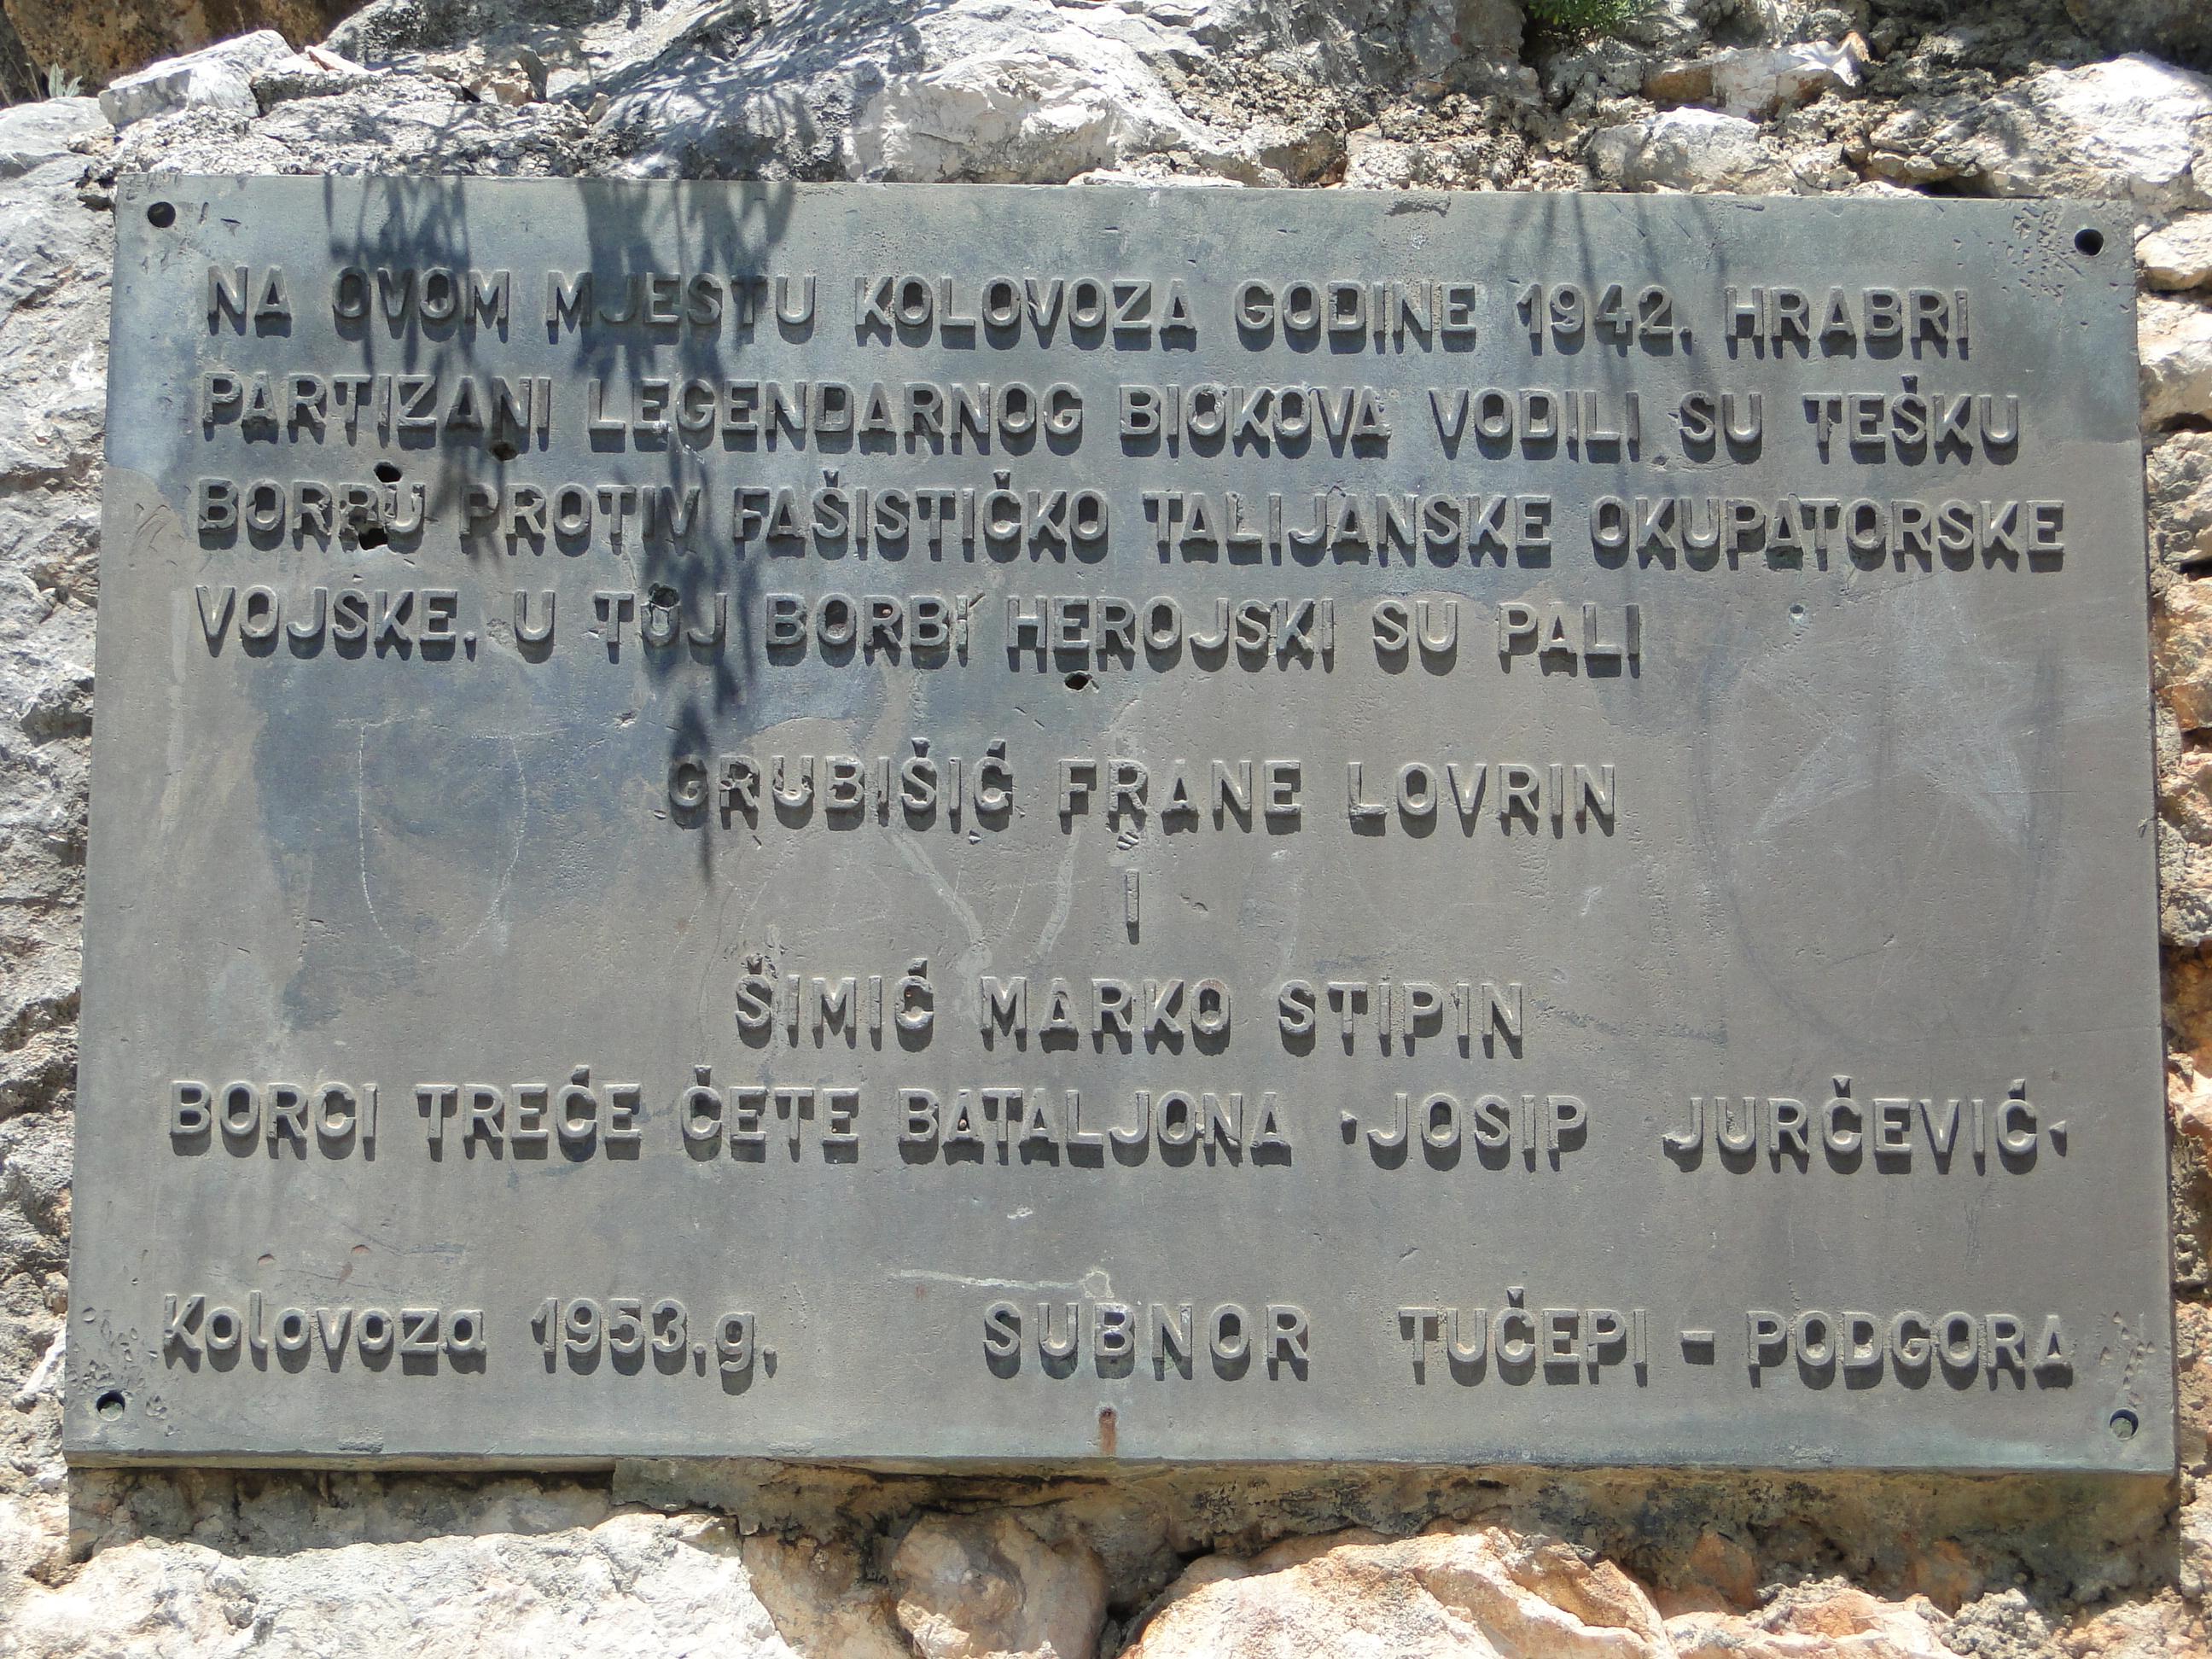 NA OVOM MJESTU KOLOVOZA GODINE 1942. HRABRI
PARTIZANI LEGENDARNOG BIOKOVA VODILI SU TEŠKU
BORBU PROTIV FAŠISTIČKO TALIJANSKE OKUPATORSKE
VOJSKE. U TOJ BORBI HEROJSKI SU PALI
GRUBIŠIĆ FRANE LOVRIN
I
ŠIMIĆ MARKO STIPIN
BORCI TREĆE ČETE BATALJONA "JOSIP JURČEVIĆ"
Kolovoza 1953.g. SUBNOR TUČEPI - PODGORA